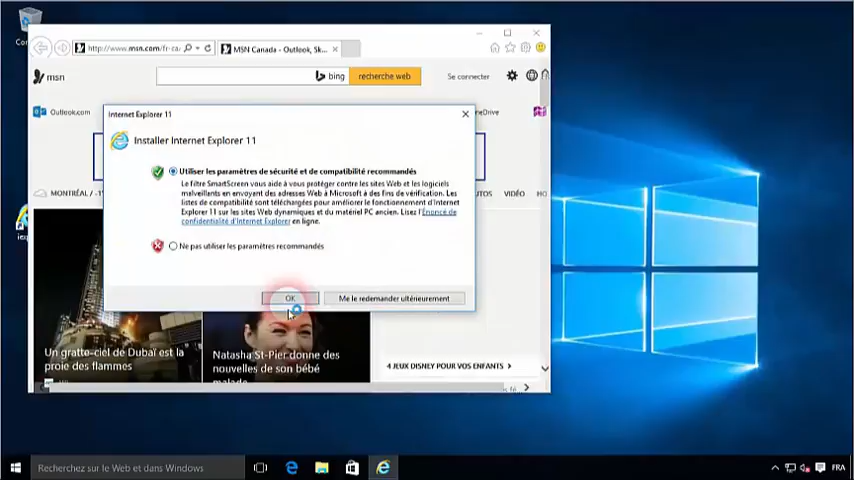 http://www.msn.com/fr-ca/
MSN Canada - Outlook, Sk...
msn
bing
recherche web
Se connecter
Outlook.com
neDrive
Internet Explorer 11
Installer Internet Explorer 11
Utiliser les paramètres de sécurité et de compatibilité recommandés
Le filtre SmartScreen vous aide à vous protéger contre les sites Web et les logiciels
malveillants en envoyant des adresses Web à Microsoft à des fins de vérification. Les
listes de compatibilité sont téléchargées pour améliorer le fonctionnement d'Internet
Explorer 11 sur les sites Web dynamiques et du matériel PC ancien. Lisez l'Énoncé de
confidentialité d'Internet Explorer en ligne.
Ne pas utiliser les paramètres recommandés
OK
Me le redemander ultérieurement
MONTRÉAL / -1°
UTOS
VIDÉO
HO
Un gratte-ciel de Dubaï est la
proie des flammes
Natasha St-Pier donne des
nouvelles de son bébé
malade
4 JEUX DISNEY POUR VOS ENFANTS
Recherchez sur le Web et dans Windows
FRA